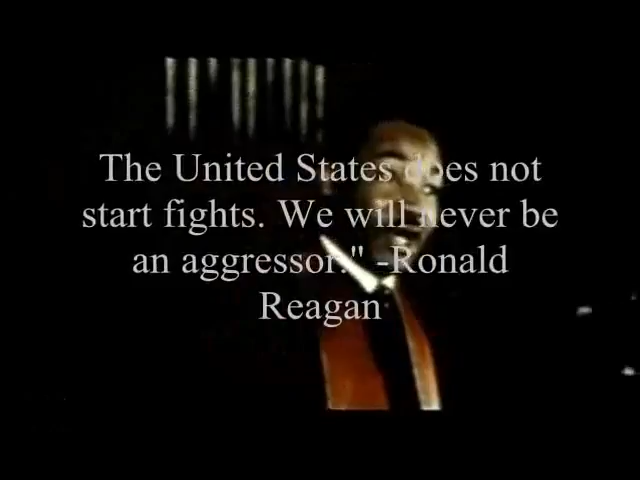 The United States does not
start fights. We will never be
an aggressor." -Ronald
Reagan